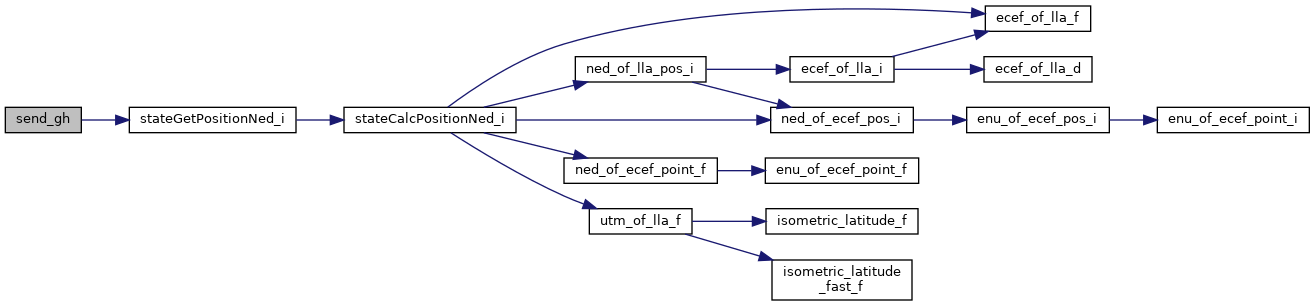 ecef_of_lla_f
ned_of_lla_pos_i
ecef_of_lla_i
ecef_of_lla_d
send_gh
stateGetPositionNed_i
stateCalcPositionNed_i
ned_of_ecef_pos_i
enu_of_ecef_pos_i
enu_of_ecef_point_i
ned_of_ecef_point_f
enu_of_ecef_point_f
utm_of_lla_f
isometric_latitude_f
isometric_latitude
_fast_f